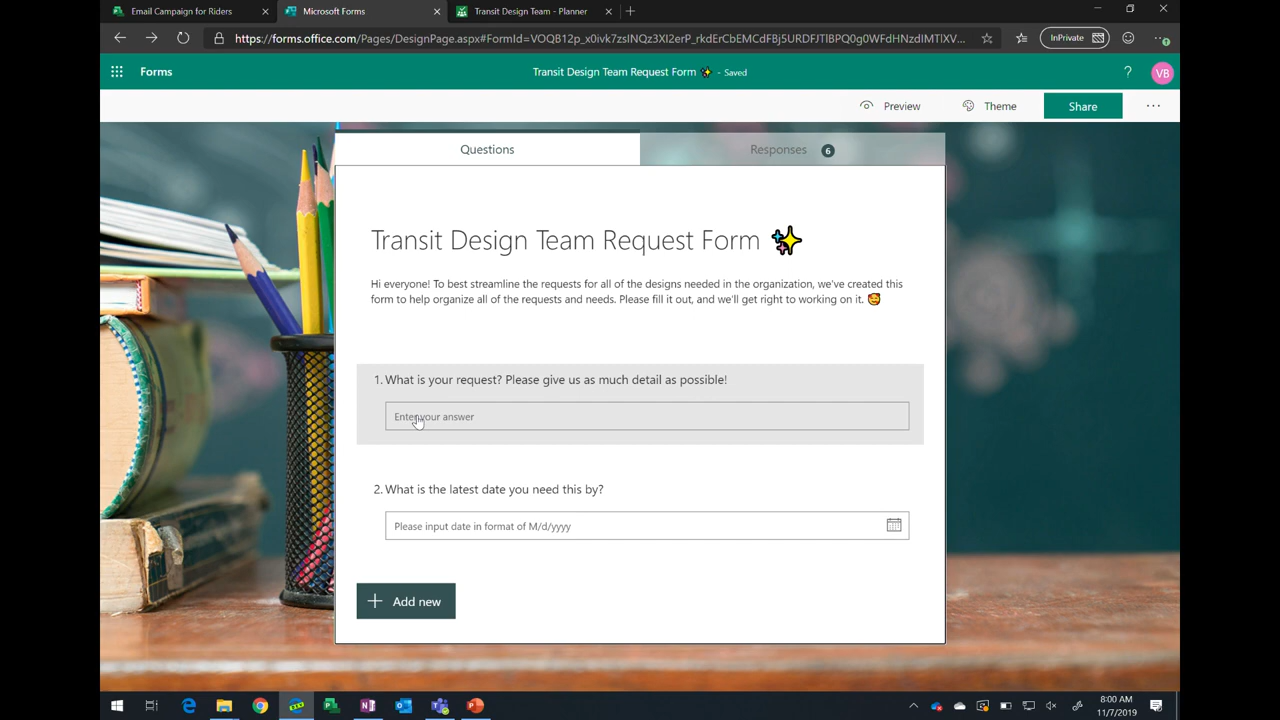 Email Campaign for Riders
Microsoft Forms
Transit Design Team - Planner
https://forms.office.com/Pages/DesignPage.aspx#FormId=VOQB12p_x0ivk7zsINQz3XI2erP_rkdErCbEMCdFBj5URDFJTlBPQ0g0WFdHNzdIMTlXV...
InPrivate
Forms
Transit Design Team Request Form ✨ - Saved
?
VB
Preview
Theme
Share
...
Questions
Responses 6
Transit Design Team Request Form ✨
Hi everyone! To best streamline the requests for all of the designs needed in the organization, we've created this
form to help organize all of the requests and needs. Please fill it out, and we'll get right to working on it. 🥰
1. What is your request? Please give us as much detail as possible!
Enter your answer
2. What is the latest date you need this by?
Please input date in format of M/d/yyyy
Add new
8:00 AM
11/7/2019